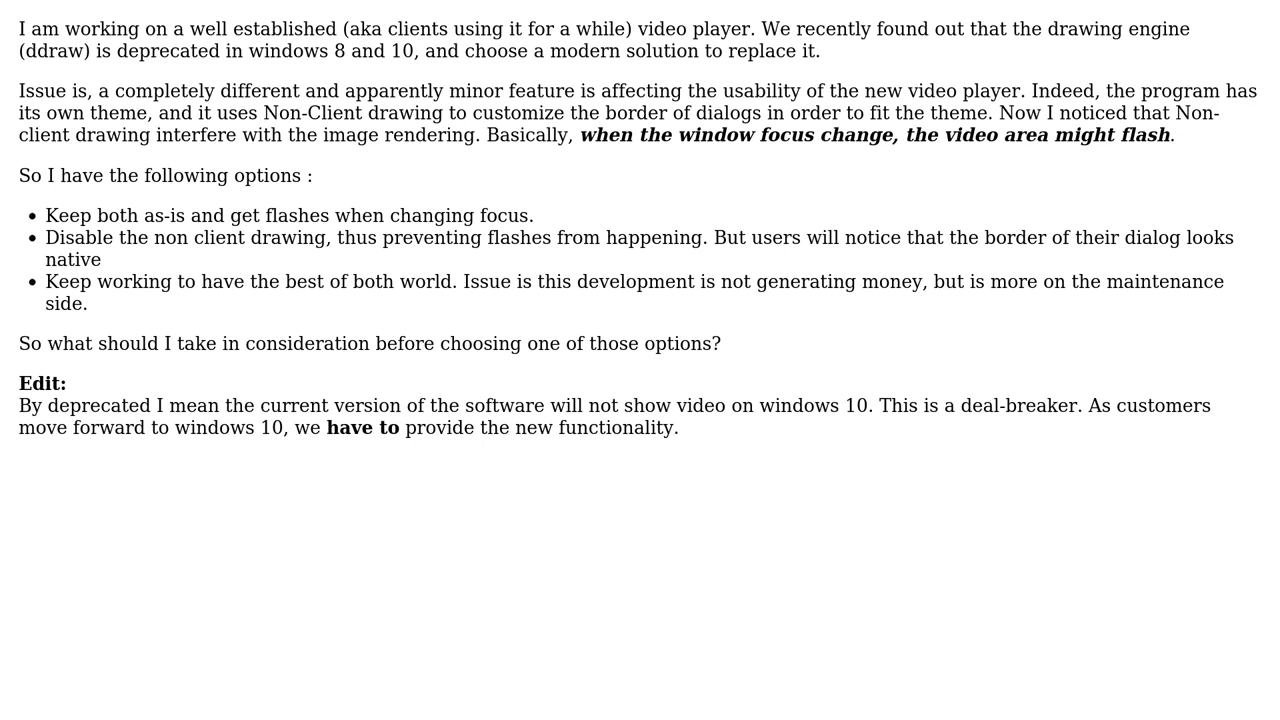 I am working on a well established (aka clients using it for a while) video player. We recently found out that the drawing engine
(ddraw) is deprecated in windows 8 and 10, and choose a modern solution to replace it.
Issue is, a completely different and apparently minor feature is affecting the usability of the new video player. Indeed, the program has
its own theme, and it uses Non-Client drawing to customize the border of dialogs in order to fit the theme. Now I noticed that Non-
client drawing interfere with the image rendering. Basically, when the window focus change, the video area might flash.
So I have the following options :
• Keep both as-is and get flashes when changing focus.
• Disable the non client drawing, thus preventing flashes from happening. But users will notice that the border of their dialog looks
native
• Keep working to have the best of both world. Issue is this development is not generating money, but is more on the maintenance
side.
So what should I take in consideration before choosing one of those options?
Edit:
By deprecated I mean the current version of the software will not show video on windows 10. This is a deal-breaker. As customers
move forward to windows 10, we have to provide the new functionality.